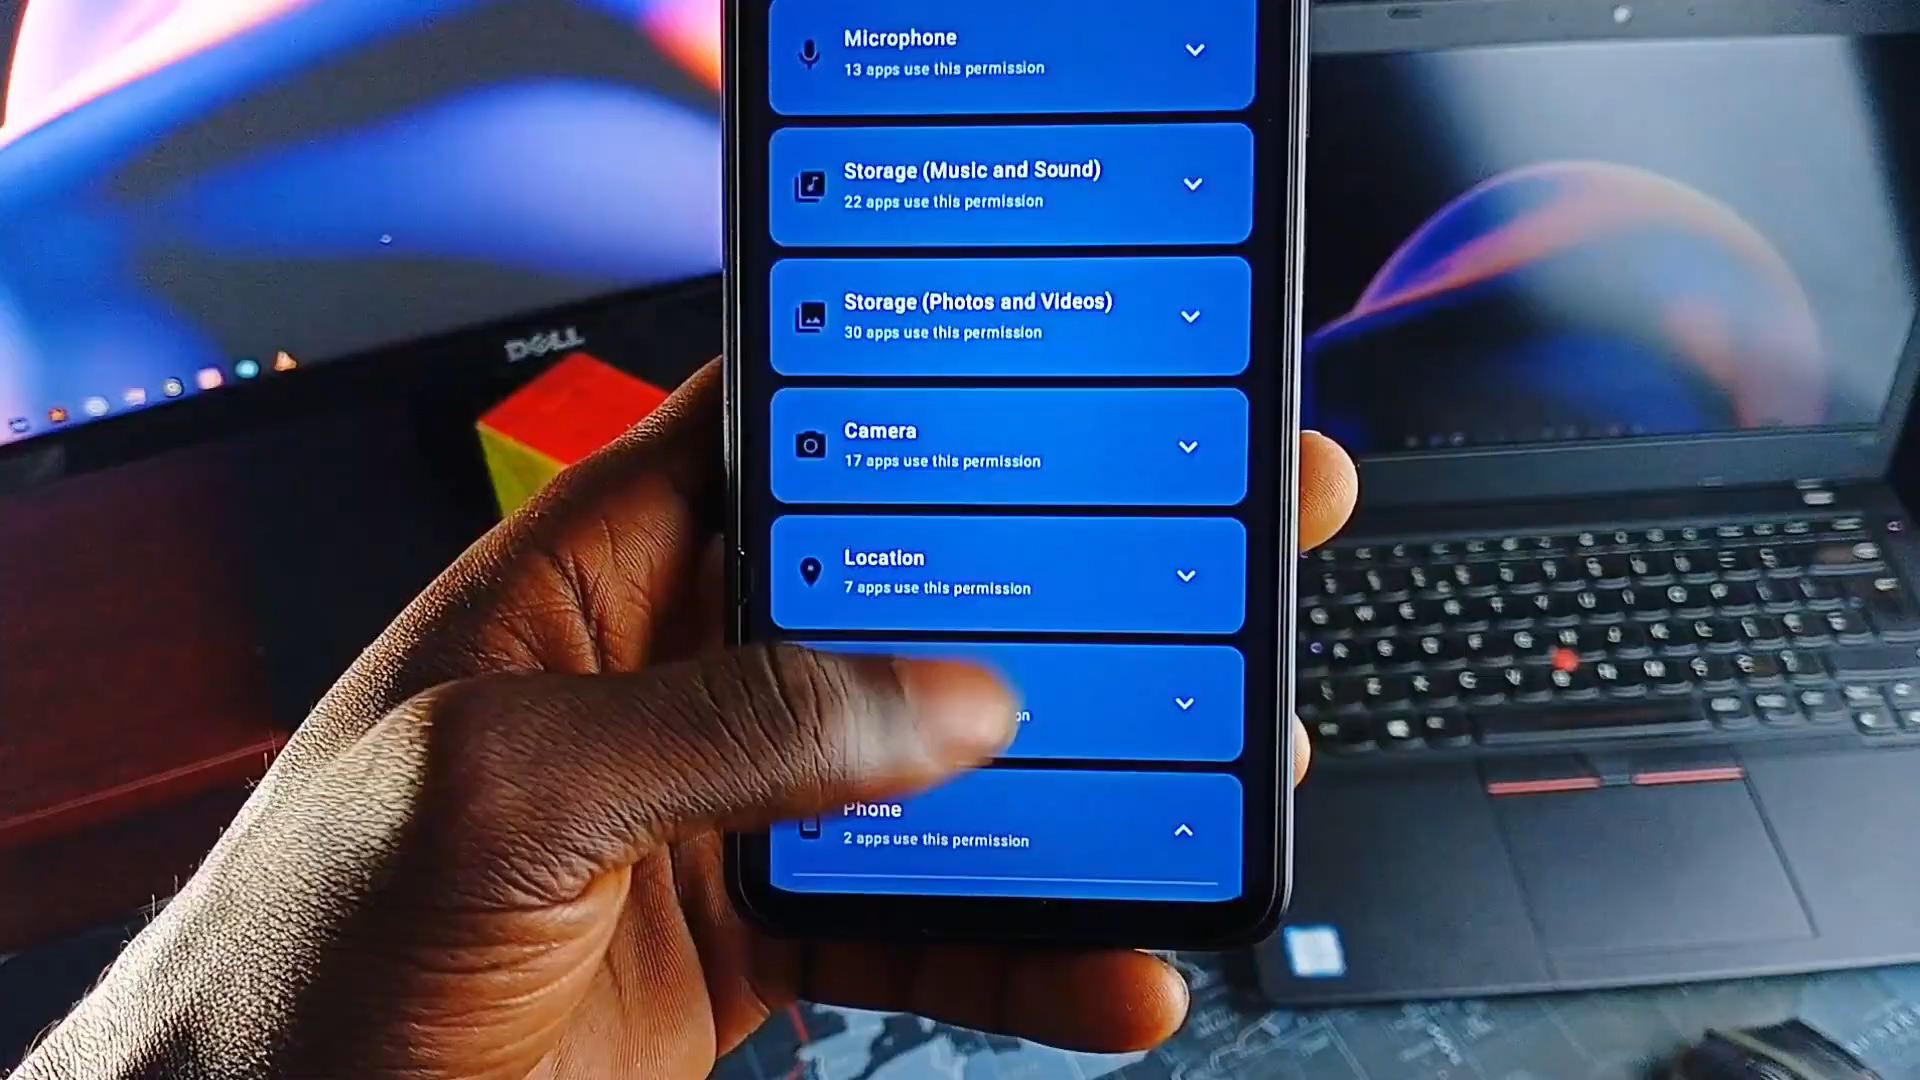 Microphone
13 apps use this permission
Storage (Music and Sound)
22 apps use this permission
Storage (Photos and Videos)
30 apps use this permission
Camera
17 apps use this permission
Location
7 apps use this permission
Phone
2 apps use this permission
DELL